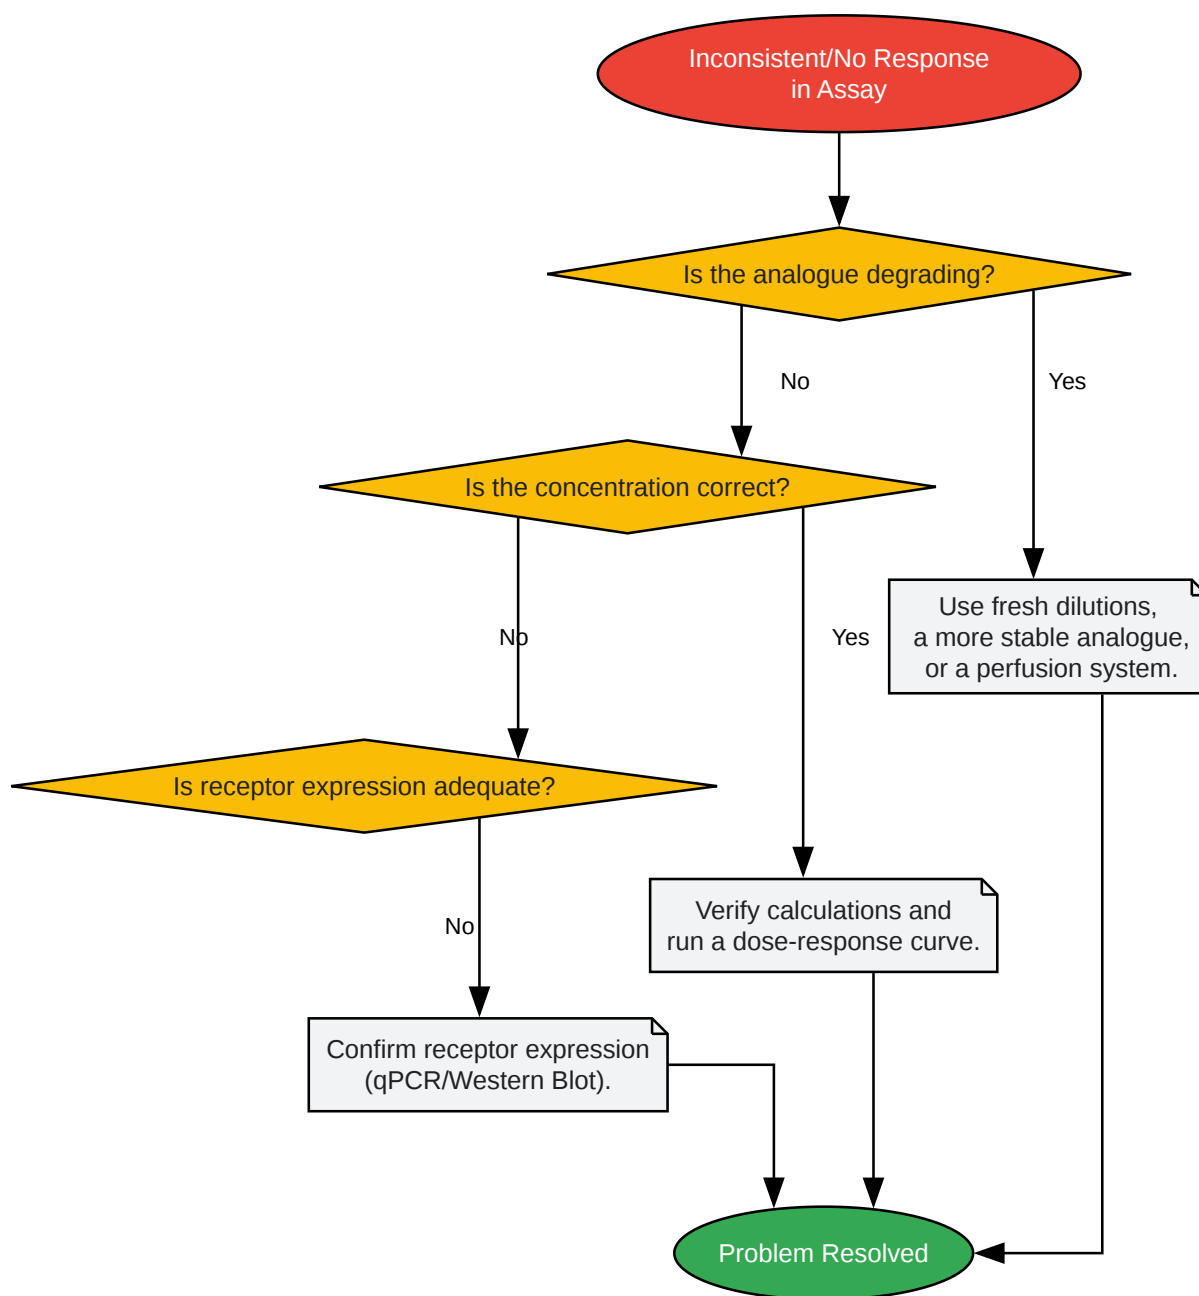 Inconsistent/No Response
in Assay
Is the analogue degrading?
No
Yes
Is the concentration correct?
Use fresh dilutions,
a more stable analogue,
or a perfusion system.
No
Yes
Is receptor expression adequate?
Verify calculations and
run a dose-response curve.
No
Confirm receptor expression
(qPCR/Western Blot).
Problem Resolved